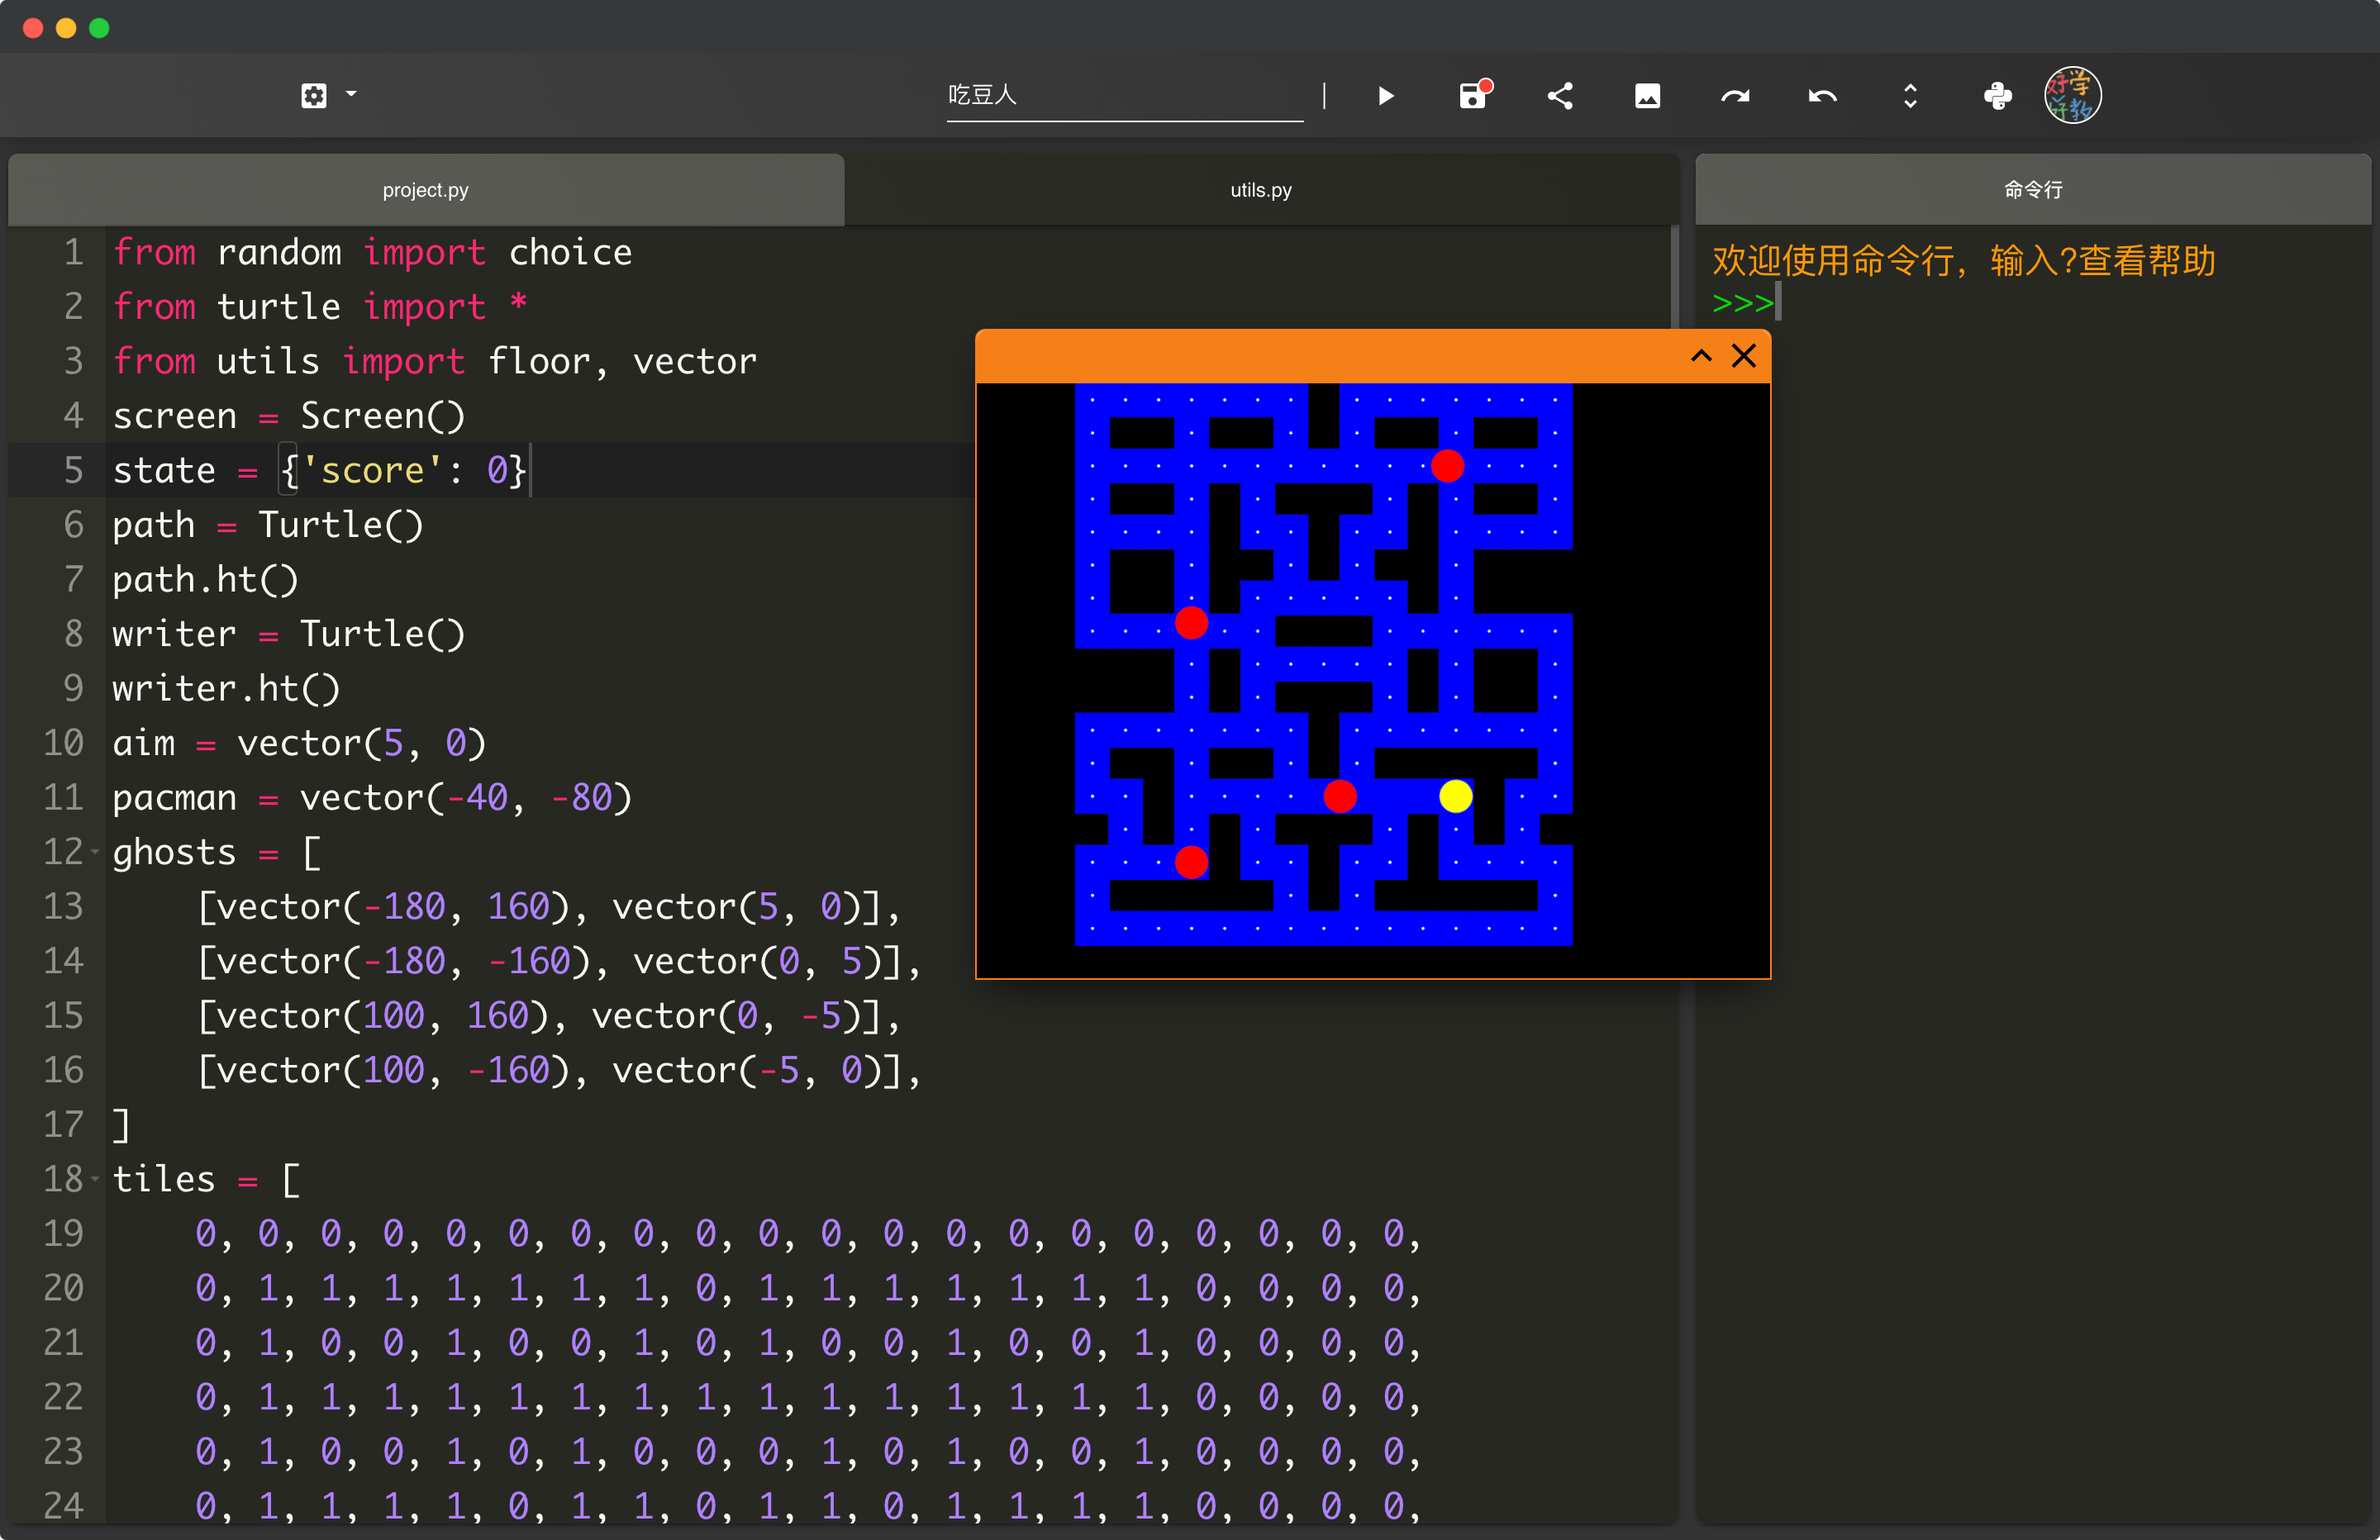 吃豆人
好学
好教
project.py
utils.py
命令行
1 from random import choice
2 from turtle import *
3 from utils import floor, vector
4 screen = Screen()
5 state = {'score': 0}
6 path = Turtle()
7 path.ht()
8 writer = Turtle()
9 writer.ht()
10 aim = vector(5, 0)
11 pacman = vector(-40, -80)
12 ghosts = [
13 [vector(-180, 160), vector(5, 0)],
14 [vector(-180, -160), vector(0, 5)],
15 [vector(100, 160), vector(0, -5)],
16 [vector(100, -160), vector(-5, 0)],
17 ]
18 tiles = [
19 0, 0, 0, 0, 0, 0, 0, 0, 0, 0, 0, 0, 0, 0, 0, 0, 0, 0, 0, 0,
20 0, 1, 1, 1, 1, 1, 1, 1, 0, 1, 1, 1, 1, 1, 1, 1, 0, 0, 0, 0,
21 0, 1, 0, 0, 1, 0, 0, 1, 0, 1, 0, 0, 1, 0, 0, 1, 0, 0, 0, 0,
22 0, 1, 1, 1, 1, 1, 1, 1, 1, 1, 1, 1, 1, 1, 1, 1, 0, 0, 0, 0,
23 0, 1, 0, 0, 1, 0, 1, 0, 0, 0, 1, 0, 1, 0, 0, 1, 0, 0, 0, 0,
24 0, 1, 1, 1, 1, 0, 1, 1, 0, 1, 1, 0, 1, 1, 1, 1, 0, 0, 0, 0,
欢迎使用命令行，输入?查看帮助
>>>